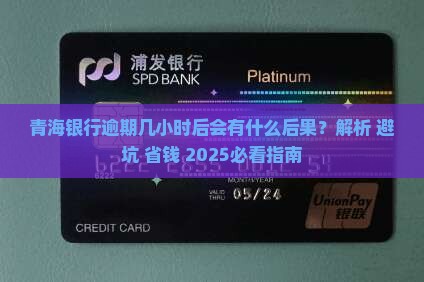 浦发银行
SPD BANK
Platinum
青海银行逾期几小时后会有什么后果？解析 避
坑 省钱 2025必看指南
MONTH/YEAR
VALID THRU 05/24
CREDIT CARD
UnionPay
银联